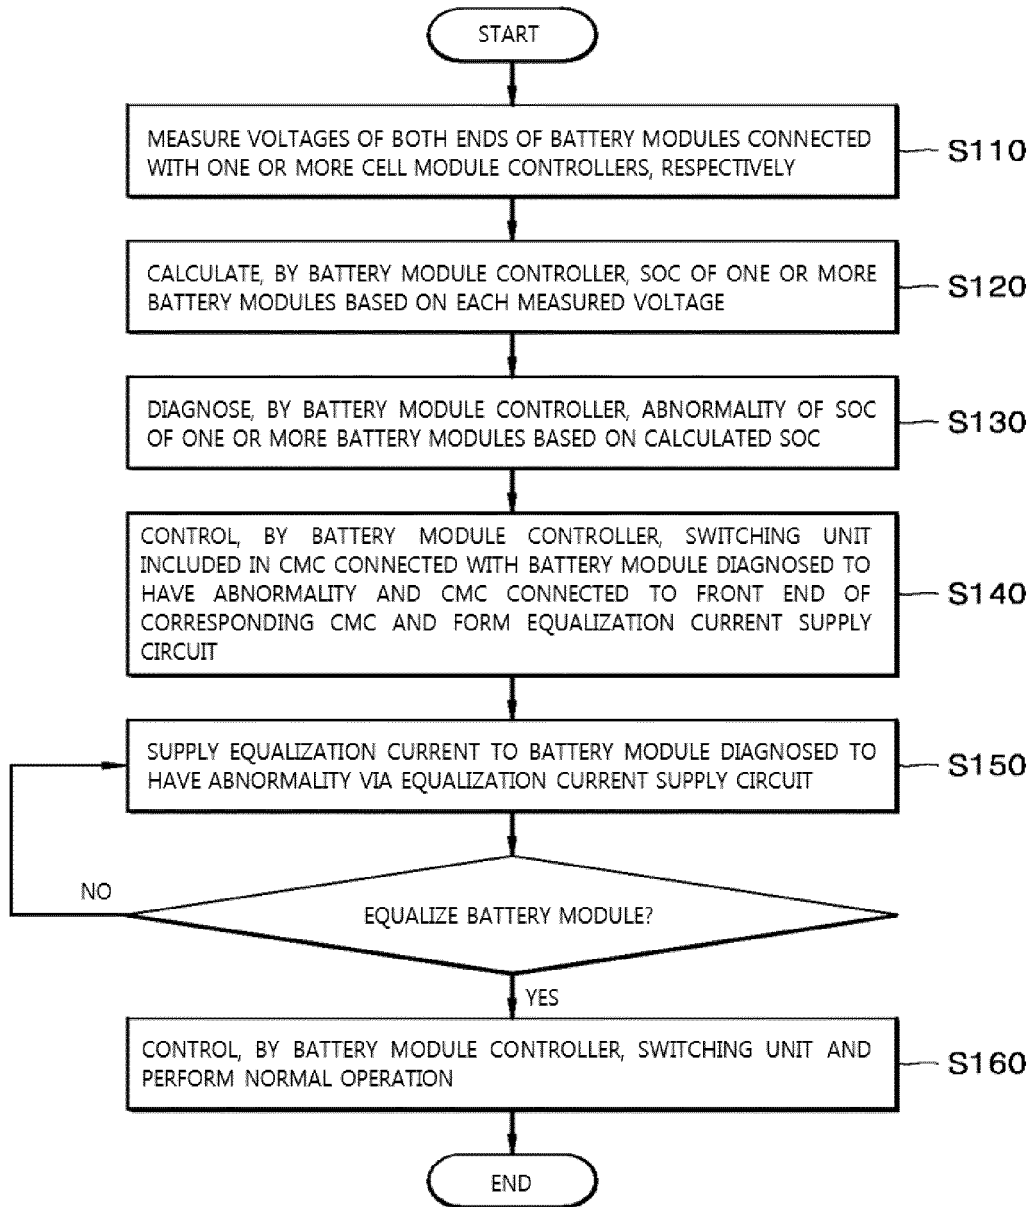 START
MEASURE VOLTAGES OF BOTH ENDS OF BATTERY MODULES CONNECTED
WITH ONE OR MORE CELL MODULE CONTROLLERS, RESPECTIVELY
S110
CALCULATE, BY BATTERY MODULE CONTROLLER, SOC OF ONE OR MORE
BATTERY MODULES BASED ON EACH MEASURED VOLTAGE
S120
DIAGNOSE, BY BATTERY MODULE CONTROLLER, ABNORMALITY OF SOC
OF ONE OR MORE BATTERY MODULES BASED ON CALCULATED SOC
S130
CONTROL, BY BATTERY MODULE CONTROLLER, SWITCHING UNIT
INCLUDED IN CMC CONNECTED WITH BATTERY MODULE DIAGNOSED TO
HAVE ABNORMALITY AND CMC CONNECTED TO FRONT END OF
CORRESPONDING CMC AND FORM EQUALIZATION CURRENT SUPPLY
CIRCUIT
S140
SUPPLY EQUALIZATION CURRENT TO BATTERY MODULE DIAGNOSED TO
HAVE ABNORMALITY VIA EQUALIZATION CURRENT SUPPLY CIRCUIT
S150
NO
EQUALIZE BATTERY MODULE?
YES
CONTROL, BY BATTERY MODULE CONTROLLER, SWITCHING UNIT AND
PERFORM NORMAL OPERATION
S160
END